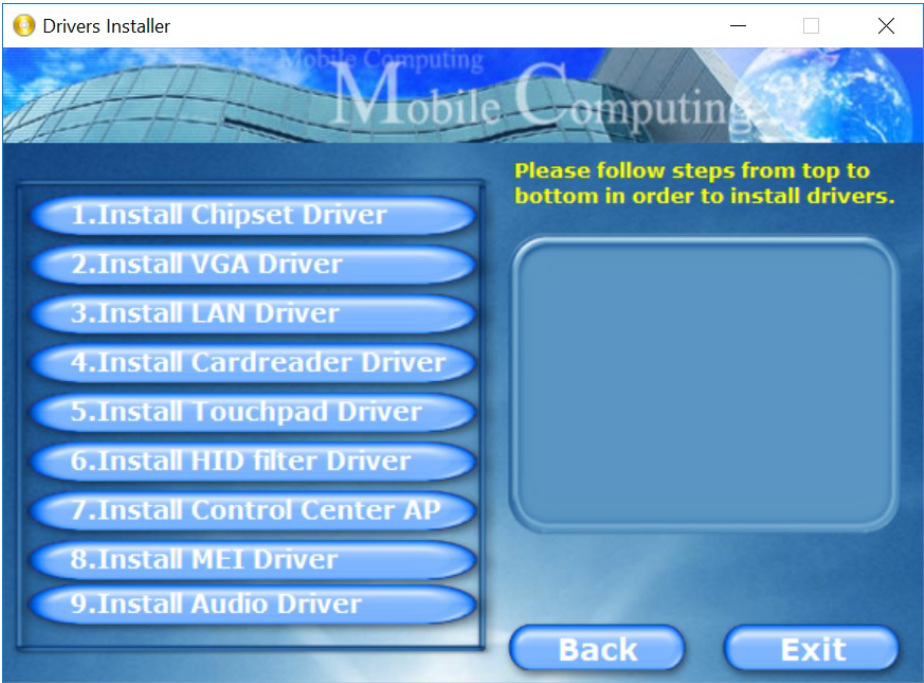 Drivers Installer
Mobile Computing
Mobile Computing
Please follow steps from top to
bottom in order to install drivers.
1.Install Chipset Driver
2.Install VGA Driver
3.Install LAN Driver
4.Install Cardreader Driver
5.Install Touchpad Driver
6.Install HID filter Driver
7.Install Control Center AP
8.Install MEI Driver
9.Install Audio Driver
Back
Exit